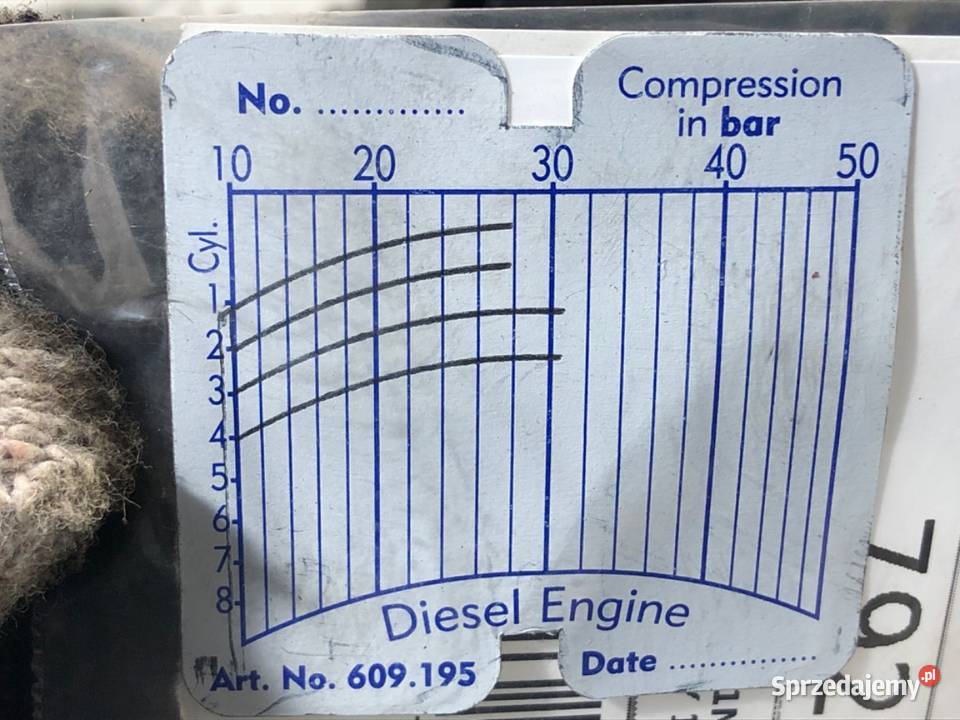 No. .............
Compression
in bar
10 20 30 40 50
Cyl.
1
2
3
4
5
6
7
8
Diesel Engine
Art. No. 609.195
Date ...............
Sprzedajemy.pl